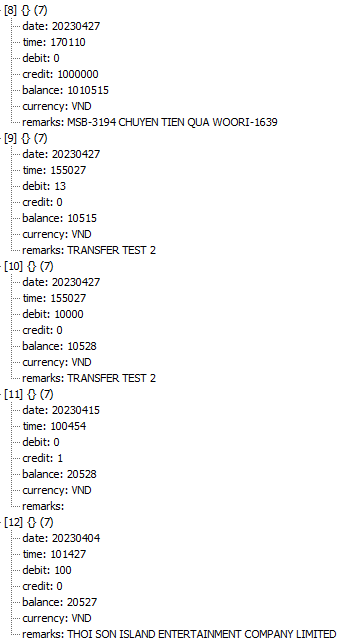 [8] {} (7)
date: 20230427
time: 170110
debit: 0
credit: 1000000
balance: 1010515
currency: VND
remarks: MSB-3194 CHUYEN TIEN QUA WOORI-1639
[9] {} (7)
date: 20230427
time: 155027
debit: 13
credit: 0
balance: 10515
currency: VND
remarks: TRANSFER TEST 2
[10] {} (7)
date: 20230427
time: 155027
debit: 10000
credit: 0
balance: 10528
currency: VND
remarks: TRANSFER TEST 2
[11] {} (7)
date: 20230415
time: 100454
debit: 0
credit: 1
balance: 20528
currency: VND
remarks:
[12] {} (7)
date: 20230404
time: 101427
debit: 100
credit: 0
balance: 20527
currency: VND
remarks: THOI SON ISLAND ENTERTAINMENT COMPANY LIMITED